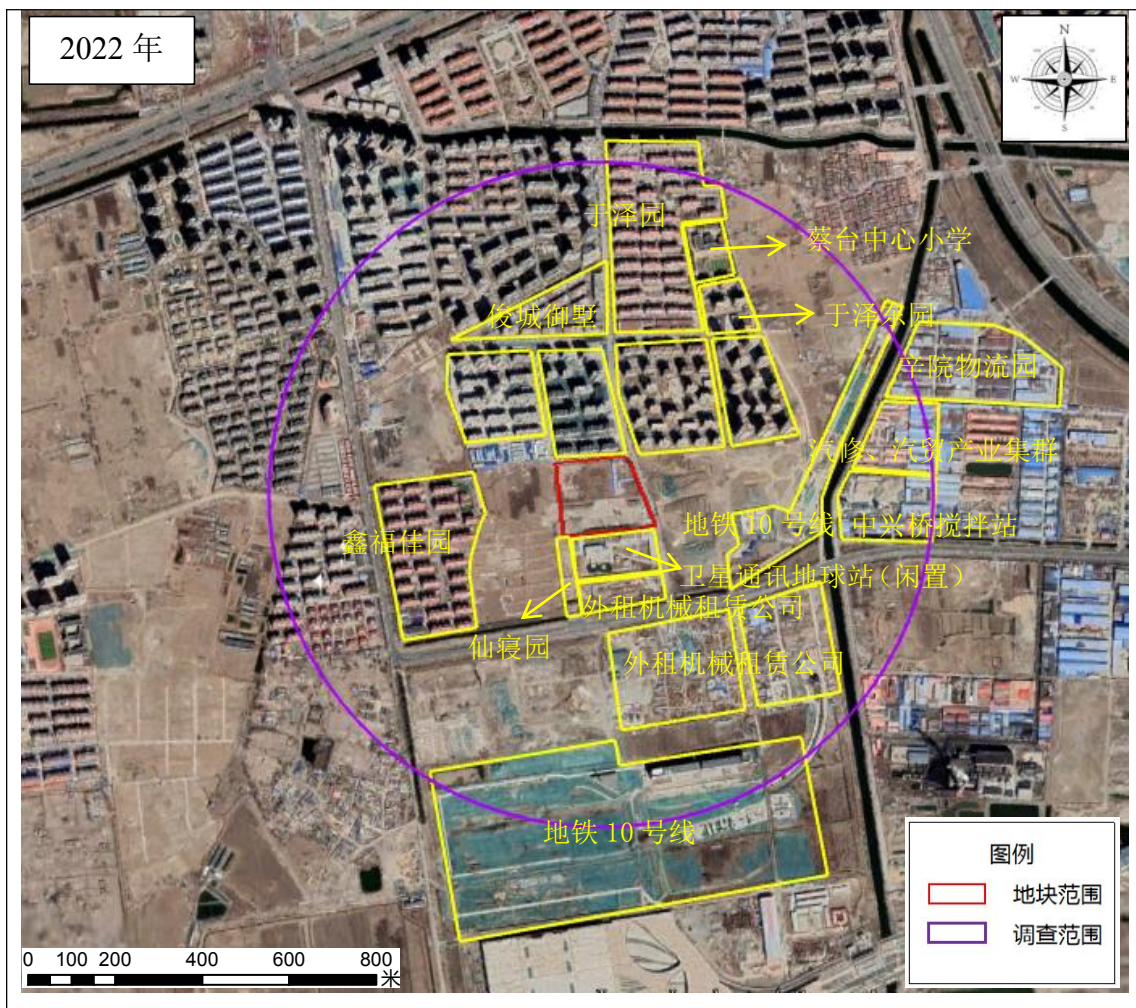 2022 年
N
W
E
S
于泽园
蔡台中心小学
俊城御墅
于泽东园
辛院物流园
汽修、汽贸产业集群
鑫福佳园
地铁 10 号线
中兴桥搅拌站
卫星通讯地球站（闲置）
外租机械租赁公司
仙寝园
外租机械租赁公司
地铁 10 号线
图例
地块范围
调查范围
0 100 200 400 600 800
米